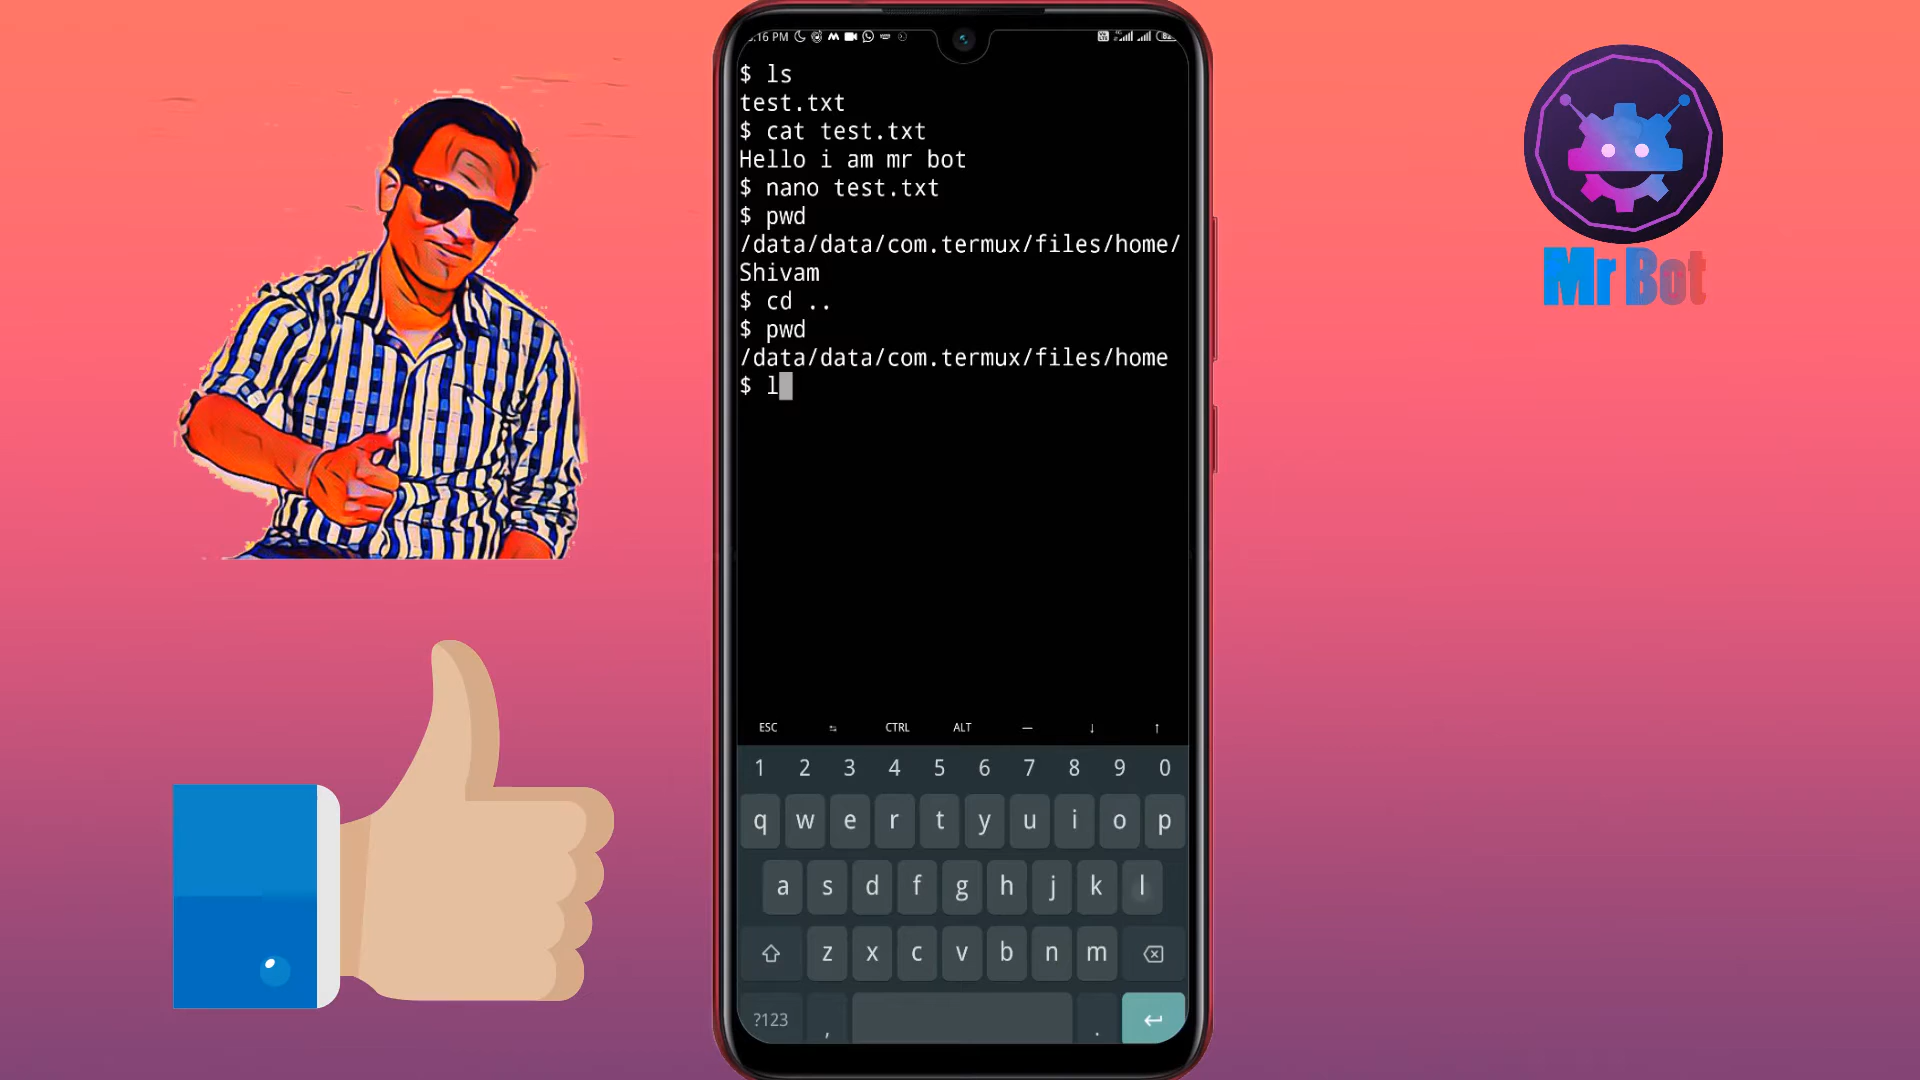 :16 PM
$ ls
test.txt
$ cat test.txt
Hello i am mr bot
$ nano test.txt
$ pwd
/data/data/com.termux/files/home/
Shivam
$ cd ..
$ pwd
/data/data/com.termux/files/home
$ l
ESC CTRL ALT — ↓ ↑
1 2 3 4 5 6 7 8 9 0
q w e r t y u i o p
a s d f g h j k l
z x c v b n m
?123 , .
Mr Bot